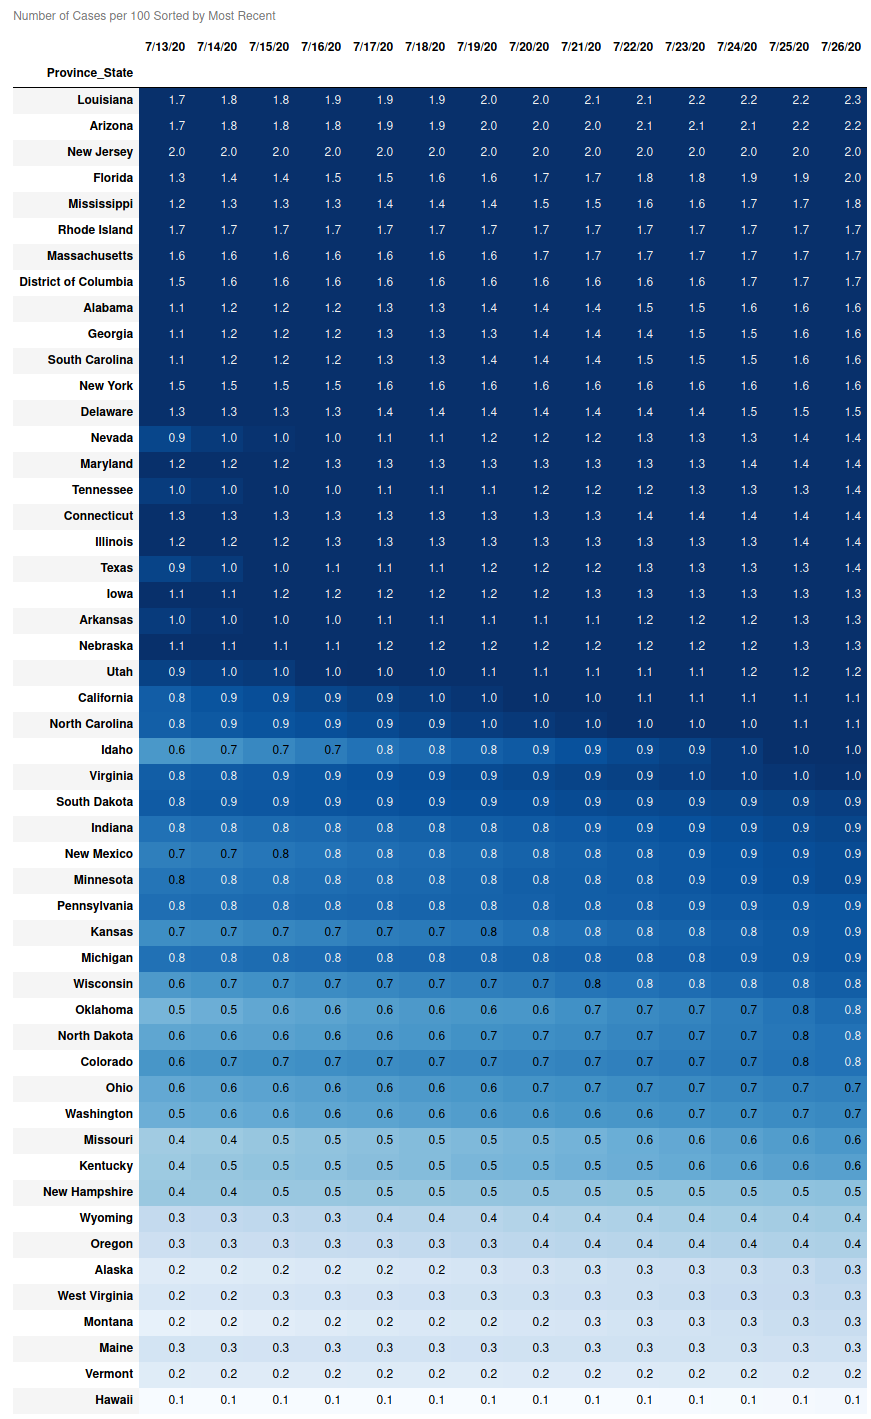 Number of Cases per 100 Sorted by Most Recent
7/13/20 7/14/20 7/15/20 7/16/20 7/17/20 7/18/20 7/19/20 7/20/20 7/21/20 7/22/20 7/23/20 7/24/20 7/25/20 7/26/20
Province_State
Louisiana 1.7 1.8 1.8 1.9 1.9 1.9 2.0 2.0 2.1 2.1 2.2 2.2 2.2 2.3
Arizona 1.7 1.8 1.8 1.8 1.9 1.9 2.0 2.0 2.0 2.1 2.1 2.1 2.2 2.2
New Jersey 2.0 2.0 2.0 2.0 2.0 2.0 2.0 2.0 2.0 2.0 2.0 2.0 2.0 2.0
Florida 1.3 1.4 1.4 1.5 1.5 1.6 1.6 1.7 1.7 1.8 1.8 1.9 1.9 2.0
Mississippi 1.2 1.3 1.3 1.3 1.4 1.4 1.4 1.5 1.5 1.6 1.6 1.7 1.7 1.8
Rhode Island 1.7 1.7 1.7 1.7 1.7 1.7 1.7 1.7 1.7 1.7 1.7 1.7 1.7 1.7
Massachusetts 1.6 1.6 1.6 1.6 1.6 1.6 1.6 1.7 1.7 1.7 1.7 1.7 1.7 1.7
District of Columbia 1.5 1.6 1.6 1.6 1.6 1.6 1.6 1.6 1.6 1.6 1.6 1.7 1.7 1.7
Alabama 1.1 1.2 1.2 1.2 1.3 1.3 1.4 1.4 1.4 1.5 1.5 1.6 1.6 1.6
Georgia 1.1 1.2 1.2 1.2 1.3 1.3 1.3 1.4 1.4 1.4 1.5 1.5 1.6 1.6
South Carolina 1.1 1.2 1.2 1.2 1.3 1.3 1.4 1.4 1.4 1.5 1.5 1.5 1.6 1.6
New York 1.5 1.5 1.5 1.5 1.6 1.6 1.6 1.6 1.6 1.6 1.6 1.6 1.6 1.6
Delaware 1.3 1.3 1.3 1.3 1.4 1.4 1.4 1.4 1.4 1.4 1.4 1.5 1.5 1.5
Nevada 0.9 1.0 1.0 1.0 1.1 1.1 1.2 1.2 1.2 1.3 1.3 1.3 1.4 1.4
Maryland 1.2 1.2 1.2 1.3 1.3 1.3 1.3 1.3 1.3 1.3 1.3 1.4 1.4 1.4
Tennessee 1.0 1.0 1.0 1.0 1.1 1.1 1.1 1.2 1.2 1.2 1.3 1.3 1.3 1.4
Connecticut 1.3 1.3 1.3 1.3 1.3 1.3 1.3 1.3 1.3 1.4 1.4 1.4 1.4 1.4
Illinois 1.2 1.2 1.2 1.3 1.3 1.3 1.3 1.3 1.3 1.3 1.3 1.3 1.4 1.4
Texas 0.9 1.0 1.0 1.1 1.1 1.1 1.2 1.2 1.2 1.3 1.3 1.3 1.3 1.4
Iowa 1.1 1.1 1.2 1.2 1.2 1.2 1.2 1.2 1.2 1.3 1.3 1.3 1.3 1.3
Arkansas 1.0 1.0 1.0 1.0 1.1 1.1 1.1 1.1 1.1 1.2 1.2 1.2 1.3 1.3
Nebraska 1.1 1.1 1.1 1.1 1.2 1.2 1.2 1.2 1.2 1.2 1.2 1.2 1.3 1.3
Utah 0.9 1.0 1.0 1.0 1.0 1.0 1.1 1.1 1.1 1.1 1.1 1.2 1.2 1.2
California 0.8 0.9 0.9 0.9 0.9 1.0 1.0 1.0 1.0 1.1 1.1 1.1 1.1 1.1
North Carolina 0.8 0.9 0.9 0.9 0.9 0.9 1.0 1.0 1.0 1.0 1.0 1.0 1.1 1.1
Idaho 0.6 0.7 0.7 0.7 0.8 0.8 0.8 0.9 0.9 0.9 0.9 1.0 1.0 1.0
Virginia 0.8 0.8 0.9 0.9 0.9 0.9 0.9 0.9 0.9 0.9 1.0 1.0 1.0 1.0
South Dakota 0.8 0.9 0.9 0.9 0.9 0.9 0.9 0.9 0.9 0.9 0.9 0.9 0.9 0.9
Indiana 0.8 0.8 0.8 0.8 0.8 0.8 0.8 0.8 0.9 0.9 0.9 0.9 0.9 0.9
New Mexico 0.7 0.7 0.8 0.8 0.8 0.8 0.8 0.8 0.8 0.8 0.9 0.9 0.9 0.9
Minnesota 0.8 0.8 0.8 0.8 0.8 0.8 0.8 0.8 0.8 0.8 0.9 0.9 0.9 0.9
Pennsylvania 0.8 0.8 0.8 0.8 0.8 0.8 0.8 0.8 0.8 0.8 0.9 0.9 0.9 0.9
Kansas 0.7 0.7 0.7 0.7 0.7 0.7 0.8 0.8 0.8 0.8 0.8 0.8 0.9 0.9
Michigan 0.8 0.8 0.8 0.8 0.8 0.8 0.8 0.8 0.8 0.8 0.8 0.9 0.9 0.9
Wisconsin 0.6 0.7 0.7 0.7 0.7 0.7 0.7 0.7 0.8 0.8 0.8 0.8 0.8 0.8
Oklahoma 0.5 0.5 0.6 0.6 0.6 0.6 0.6 0.6 0.7 0.7 0.7 0.7 0.8 0.8
North Dakota 0.6 0.6 0.6 0.6 0.6 0.6 0.7 0.7 0.7 0.7 0.7 0.7 0.8 0.8
Colorado 0.6 0.7 0.7 0.7 0.7 0.7 0.7 0.7 0.7 0.7 0.7 0.7 0.8 0.8
Ohio 0.6 0.6 0.6 0.6 0.6 0.6 0.6 0.7 0.7 0.7 0.7 0.7 0.7 0.7
Washington 0.5 0.6 0.6 0.6 0.6 0.6 0.6 0.6 0.6 0.6 0.7 0.7 0.7 0.7
Missouri 0.4 0.4 0.5 0.5 0.5 0.5 0.5 0.5 0.5 0.6 0.6 0.6 0.6 0.6
Kentucky 0.4 0.5 0.5 0.5 0.5 0.5 0.5 0.5 0.5 0.5 0.6 0.6 0.6 0.6
New Hampshire 0.4 0.4 0.5 0.5 0.5 0.5 0.5 0.5 0.5 0.5 0.5 0.5 0.5 0.5
Wyoming 0.3 0.3 0.3 0.3 0.4 0.4 0.4 0.4 0.4 0.4 0.4 0.4 0.4 0.4
Oregon 0.3 0.3 0.3 0.3 0.3 0.3 0.3 0.4 0.4 0.4 0.4 0.4 0.4 0.4
Alaska 0.2 0.2 0.2 0.2 0.2 0.2 0.3 0.3 0.3 0.3 0.3 0.3 0.3 0.3
West Virginia 0.2 0.2 0.3 0.3 0.3 0.3 0.3 0.3 0.3 0.3 0.3 0.3 0.3 0.3
Montana 0.2 0.2 0.2 0.2 0.2 0.2 0.2 0.2 0.3 0.3 0.3 0.3 0.3 0.3
Maine 0.3 0.3 0.3 0.3 0.3 0.3 0.3 0.3 0.3 0.3 0.3 0.3 0.3 0.3
Vermont 0.2 0.2 0.2 0.2 0.2 0.2 0.2 0.2 0.2 0.2 0.2 0.2 0.2 0.2
Hawaii 0.1 0.1 0.1 0.1 0.1 0.1 0.1 0.1 0.1 0.1 0.1 0.1 0.1 0.1